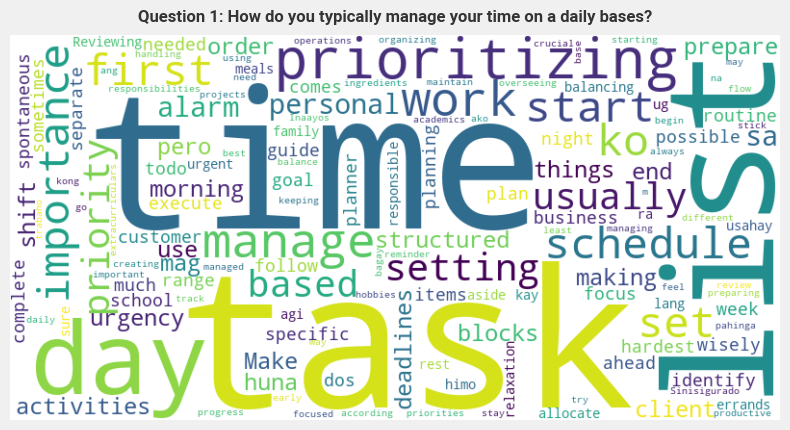 Question 1: How do you typically manage your time on a daily bases?
Reviewing needed order operations organizing crucial base starting prepare
handling using prioritizing may
spontaneous sometimes importance separate first ang need meals comes ingredients maintain overseeing balancing na flow
responsibilities projects alarm personal work start ug begin routine
time lnaayos academics ako stick
priority pero family guide planner responsible planning night ko possible sa list
todo urgent best balance always
shift kong morning goal things end
go extracurriculars execute keeping plan usually m
customer business ra different usahay
use manage structured least managing
creating mag follow bagay reminder setting schedule
important managed based making feel review preparing
complete much range track hobbies items aside kay focus lang week
school task
daily sure urgency agi deadlines set pahinga
day specific blocks hardest wisely
way
Make rest relaxation ahead identify
huna dos himo Sinisigurado
activities early allocate try client errands
progress focused according priorities stay productive